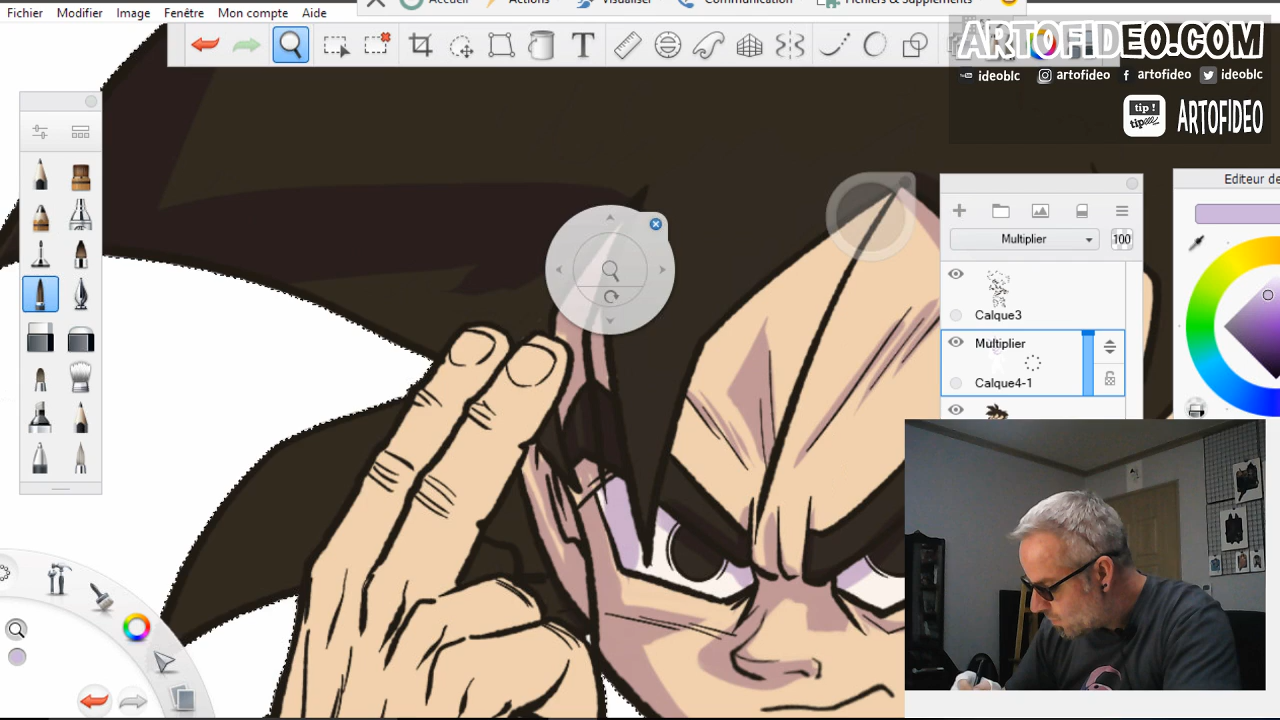 Accueil Actions Visualiser Communication Fichiers & Suppléments
Fichier Modifier Image Fenêtre Mon compte Aide
ARTOFIDEO.COM
ideoblc artofideo artofideo ideoblc
tip !
tip
ARTOFIDEO
T
Editeur de
Multiplier 100
Calque3
Multiplier
Calque4-1